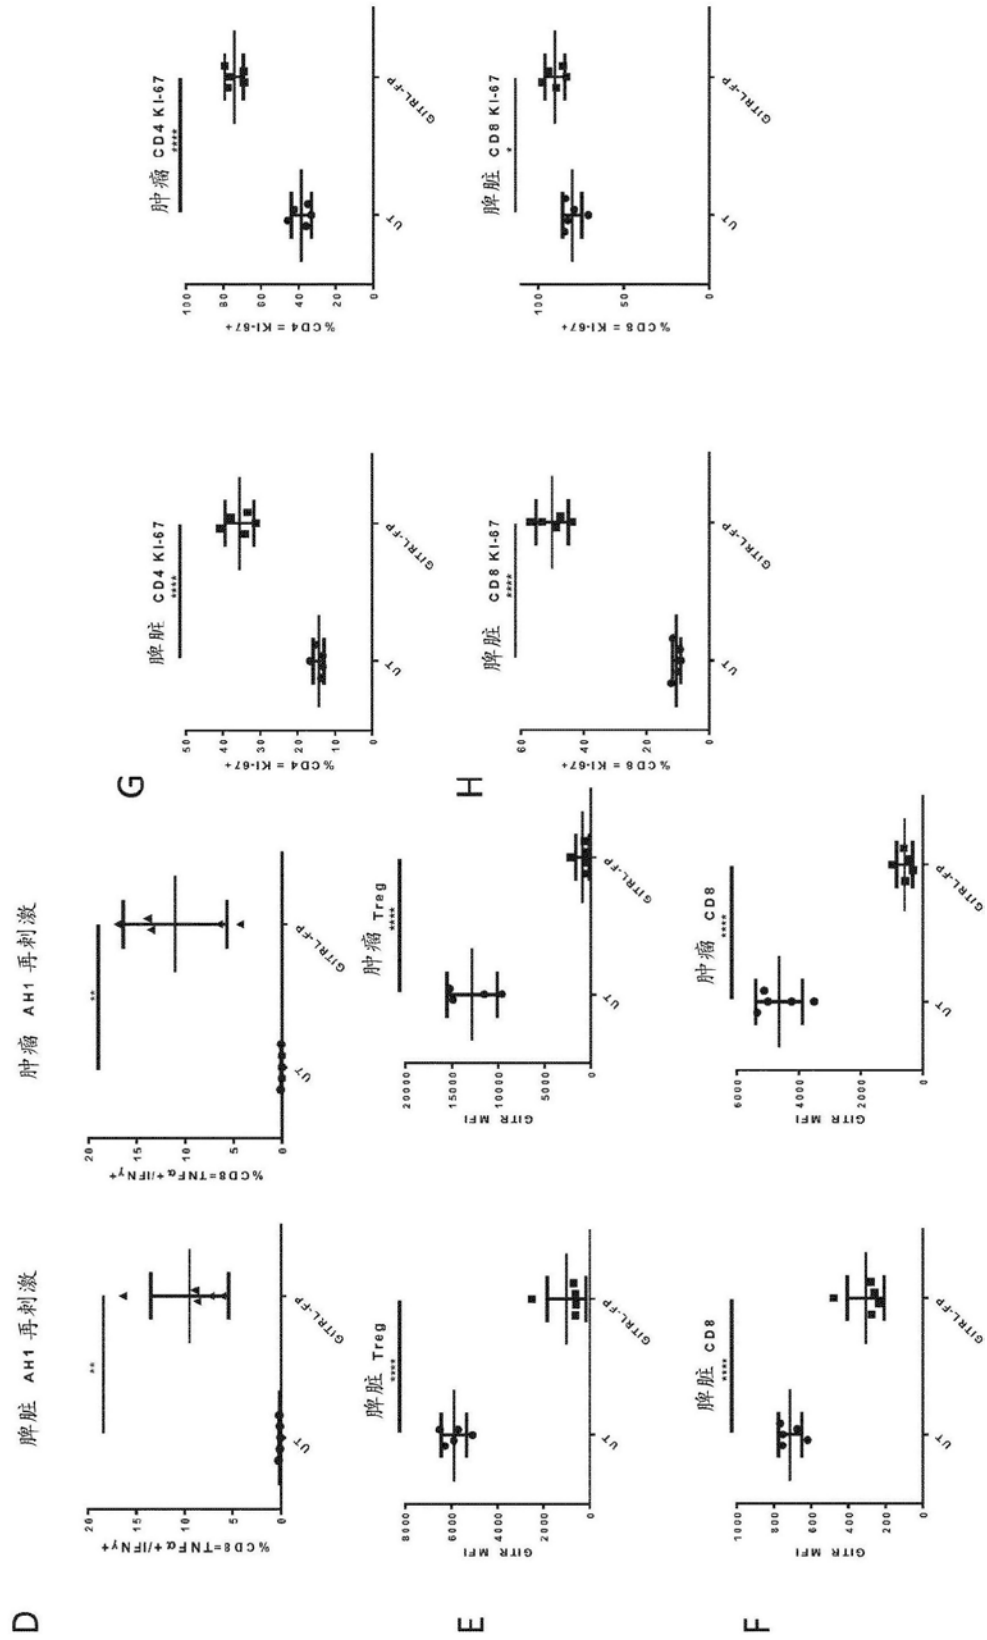 D
脾脏 AH1 再刺激
**
%CD8=TNFα+/IFNγ+
20
15
10
5
0
UT
GITRL-FP
肿瘤 AH1 再刺激
**
%CD8=TNFα+/IFNγ+
20
15
10
5
0
UT
GITRL-FP
E
脾脏 Treg
****
GITR MFI
8000
6000
4000
2000
0
UT
GITRL-FP
肿瘤 Treg
****
GITR MFI
20000
15000
10000
5000
0
UT
GITRL-FP
F
脾脏 CD8
****
GITR MFI
1000
800
600
400
200
0
UT
GITRL-FP
肿瘤 CD8
****
GITR MFI
6000
4000
2000
0
UT
GITRL-FP
G
脾脏 CD4 KI-67
****
%CD4 = KI-67+
50
40
30
20
10
0
UT
GITRL-FP
肿瘤 CD4 KI-67
****
%CD4 = KI-67+
100
80
60
40
20
0
UT
GITRL-FP
H
脾脏 CD8 KI-67
****
%CD8 = KI-67+
60
40
20
0
UT
GITRL-FP
脾脏 CD8 KI-67
*
%CD8 = KI-67+
100
50
0
UT
GITRL-FP